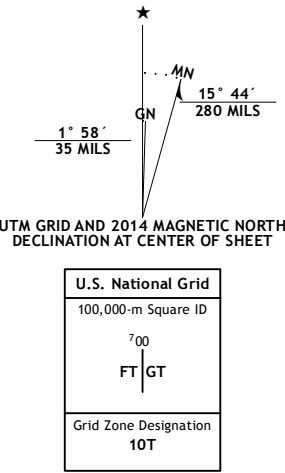 ★
MN
GN
15° 44´
280 MILS
1° 58´
35 MILS
UTM GRID AND 2014 MAGNETIC NORTH
DECLINATION AT CENTER OF SHEET
U.S. National Grid
100,000-m Square ID
⁷00
FT GT
Grid Zone Designation
10T